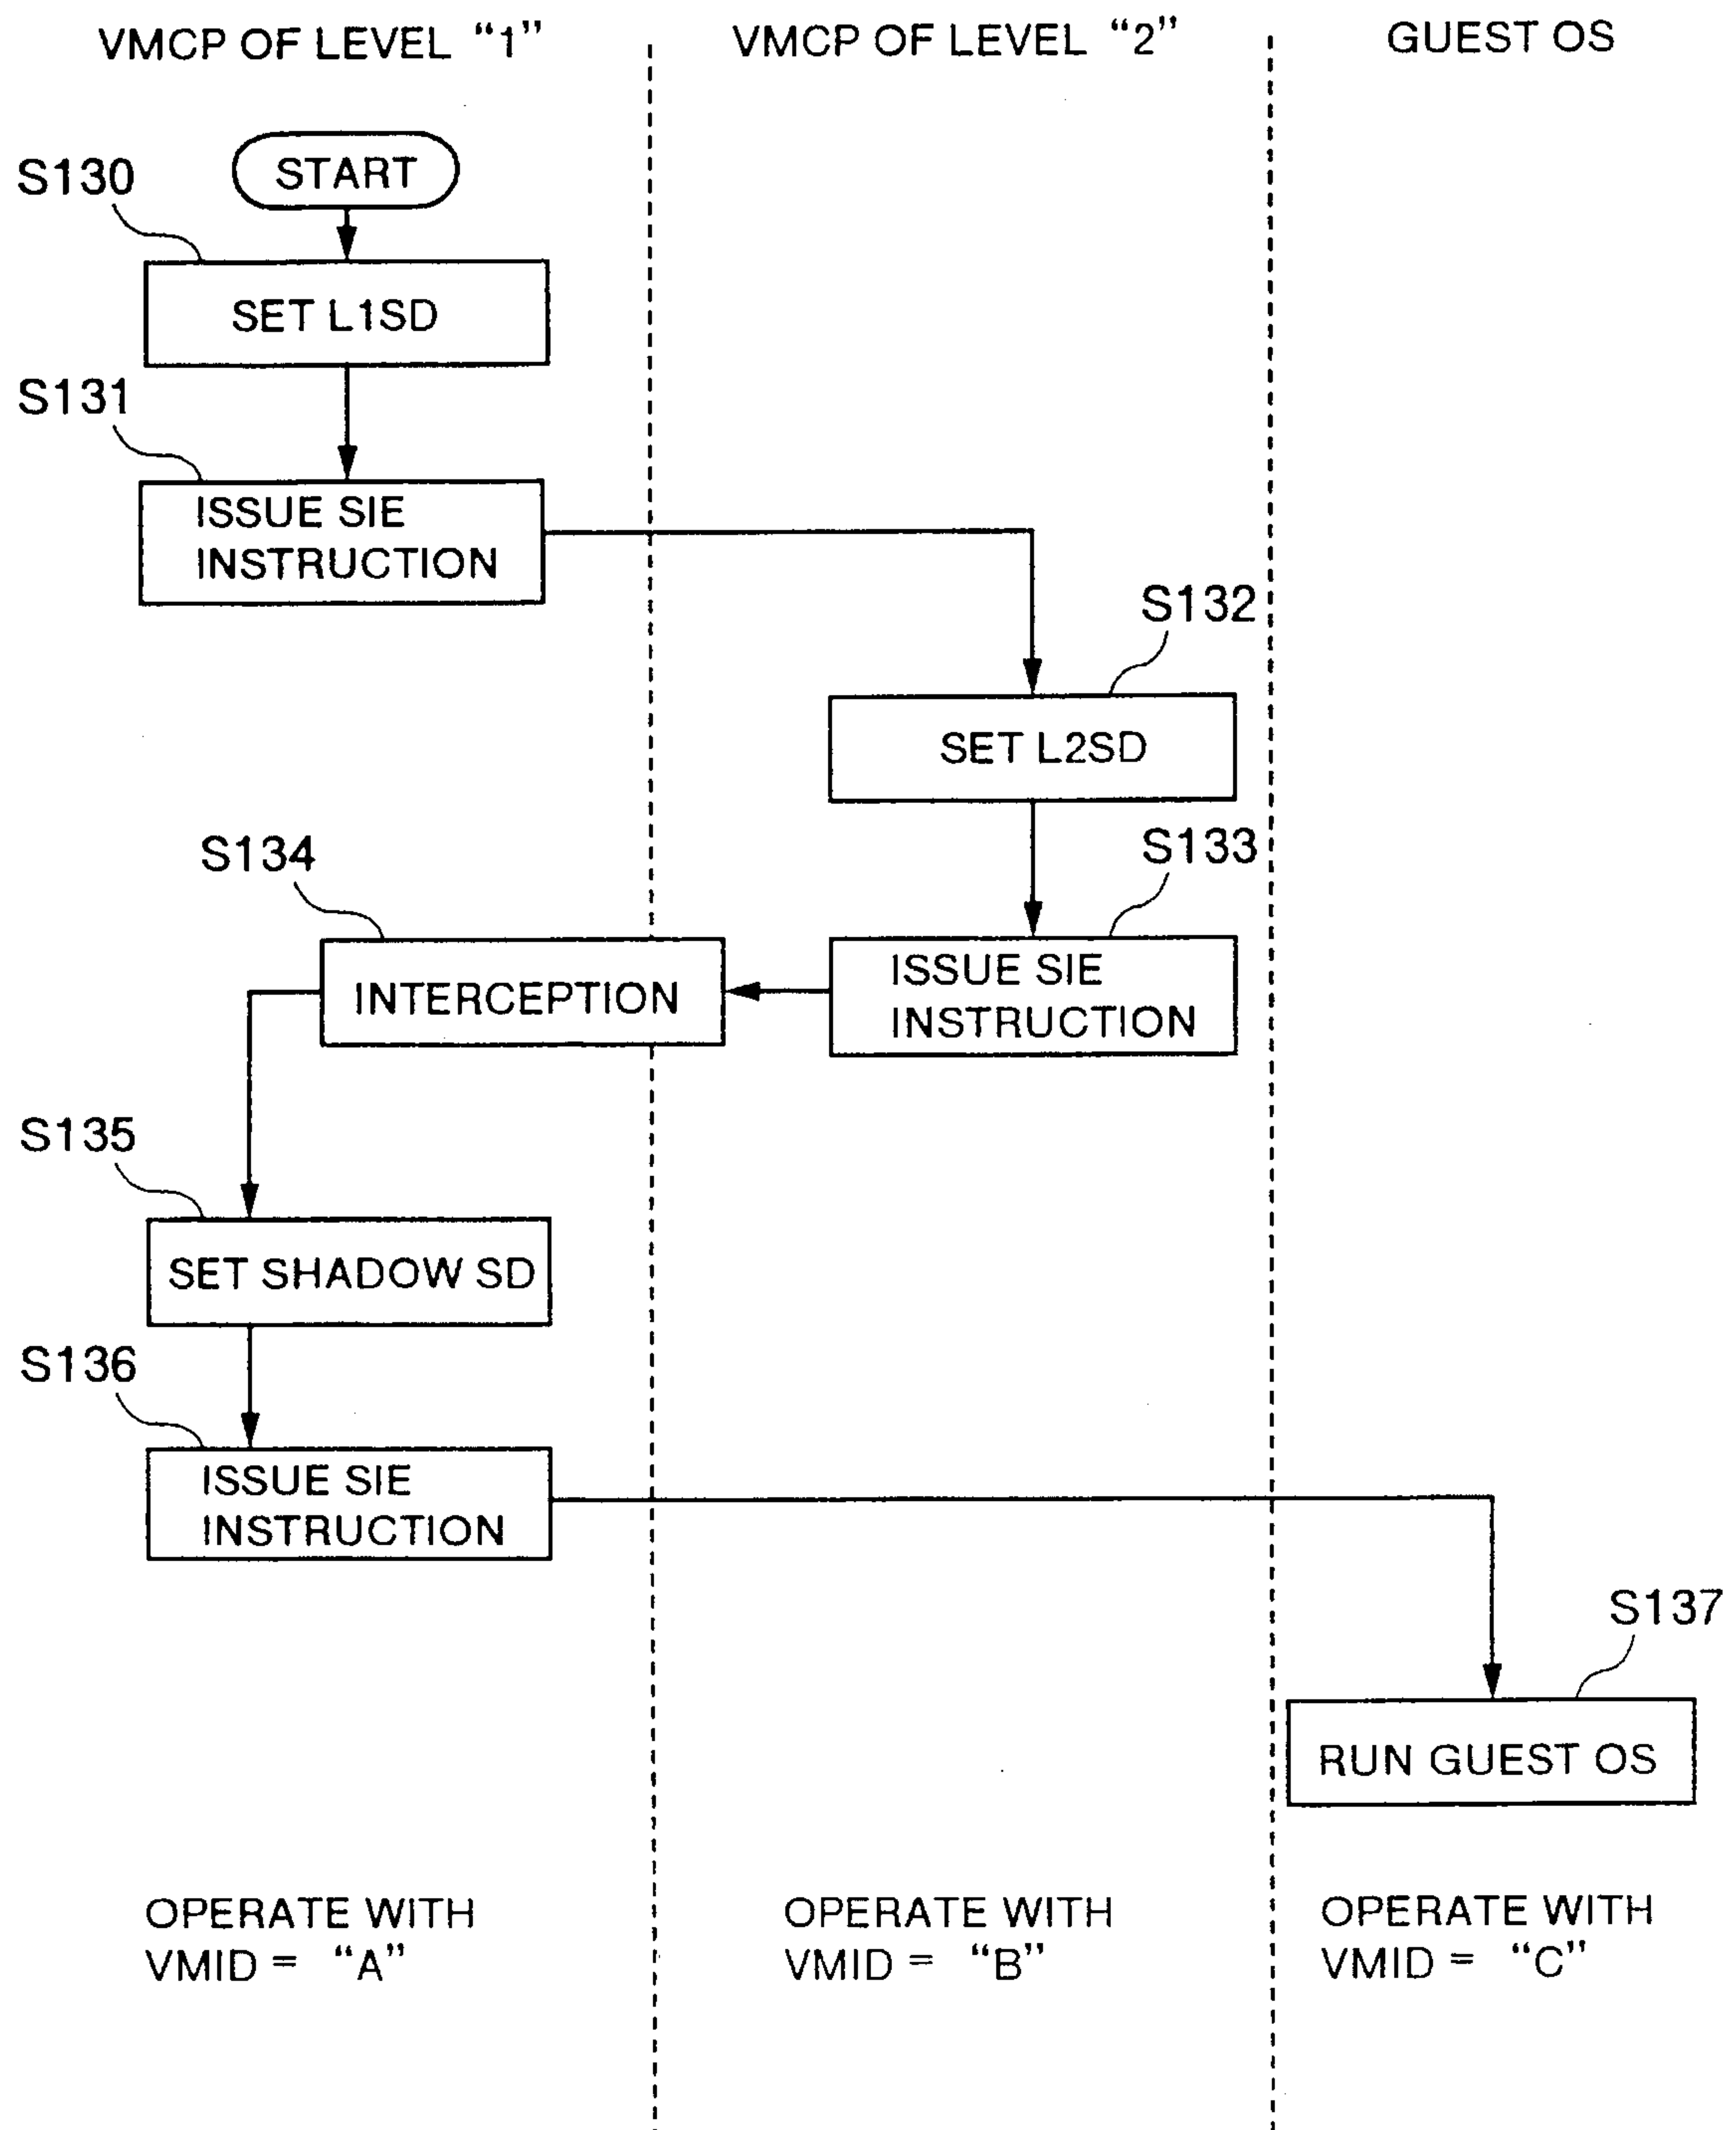 VMCP OF LEVEL “1”
VMCP OF LEVEL “2”
GUEST OS
START
S130
SET L1SD
S131
ISSUE SIE
INSTRUCTION
S132
SET L2SD
S133
ISSUE SIE
INSTRUCTION
S134
INTERCEPTION
S135
SET SHADOW SD
S136
ISSUE SIE
INSTRUCTION
S137
RUN GUEST OS
OPERATE WITH
VMID = “A”
OPERATE WITH
VMID = “B”
OPERATE WITH
VMID = “C”